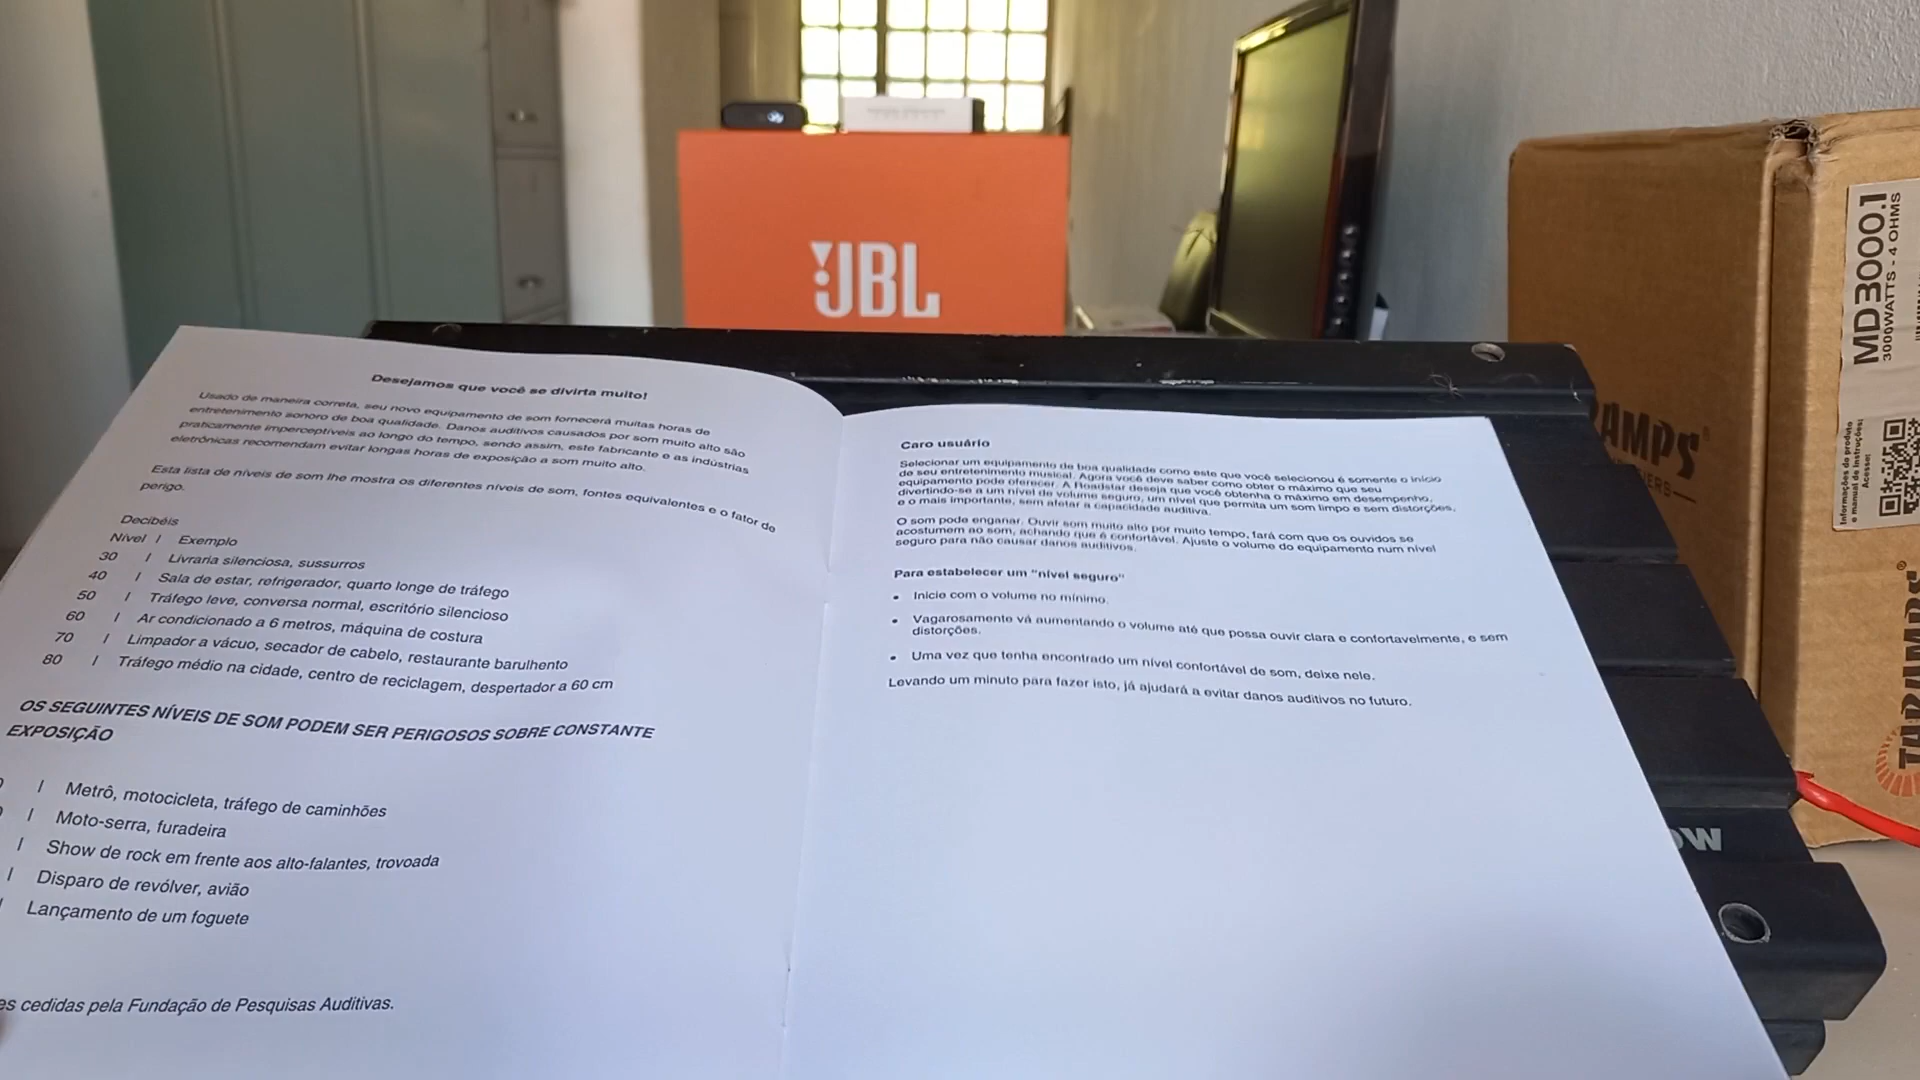 JBL
MD 3000.1
3000WATTS - 4 OHMS
Informações do produto
e manual de instruções:
Acesse:
TARAMPS
Desejamos que você se divirta muito!
Usado de maneira correta, seu novo equipamento de som fornecerá muitas horas de
entretenimento sonoro de boa qualidade. Danos auditivos causados por som muito alto são
praticamente imperceptíveis ao longo do tempo, sendo assim, este fabricante e as indústrias
eletrônicas recomendam evitar longas horas de exposição a som muito alto.
Esta lista de níveis de som lhe mostra os diferentes níveis de som, fontes equivalentes e o fator de
perigo.
Decibéis
Nível / Exemplo
30 / Livraria silenciosa, sussurros
40 / Sala de estar, refrigerador, quarto longe de tráfego
50 / Tráfego leve, conversa normal, escritório silencioso
60 / Ar condicionado a 6 metros, máquina de costura
70 / Limpador a vácuo, secador de cabelo, restaurante barulhento
80 / Tráfego médio na cidade, centro de reciclagem, despertador a 60 cm
OS SEGUINTES NÍVEIS DE SOM PODEM SER PERIGOSOS SOBRE CONSTANTE
EXPOSIÇÃO
/ Metrô, motocicleta, tráfego de caminhões
/ Moto-serra, furadeira
/ Show de rock em frente aos alto-falantes, trovoada
/ Disparo de revólver, avião
/ Lançamento de um foguete
es cedidas pela Fundação de Pesquisas Auditivas.
Caro usuário
Selecionar um equipamento de boa qualidade como este que você selecionou é somente o início
de seu entretenimento musical. Agora você deve saber como obter o máximo que seu
equipamento pode oferecer. A Roadstar deseja que você obtenha o máximo em desempenho,
divertindo-se a um nível de volume seguro, um nível que permita um som limpo e sem distorções,
e o mais importante, sem afetar a capacidade auditiva.
O som pode enganar. Ouvir som muito alto por muito tempo, fará com que os ouvidos se
acostumem ao som, achando que é confortável. Ajuste o volume do equipamento num nível
seguro para não causar danos auditivos.
Para estabelecer um "nível seguro"
• Inicie com o volume no mínimo.
• Vagarosamente vá aumentando o volume até que possa ouvir clara e confortavelmente, e sem
distorções.
• Uma vez que tenha encontrado um nível confortável de som, deixe nele.
Levando um minuto para fazer isto, já ajudará a evitar danos auditivos no futuro.